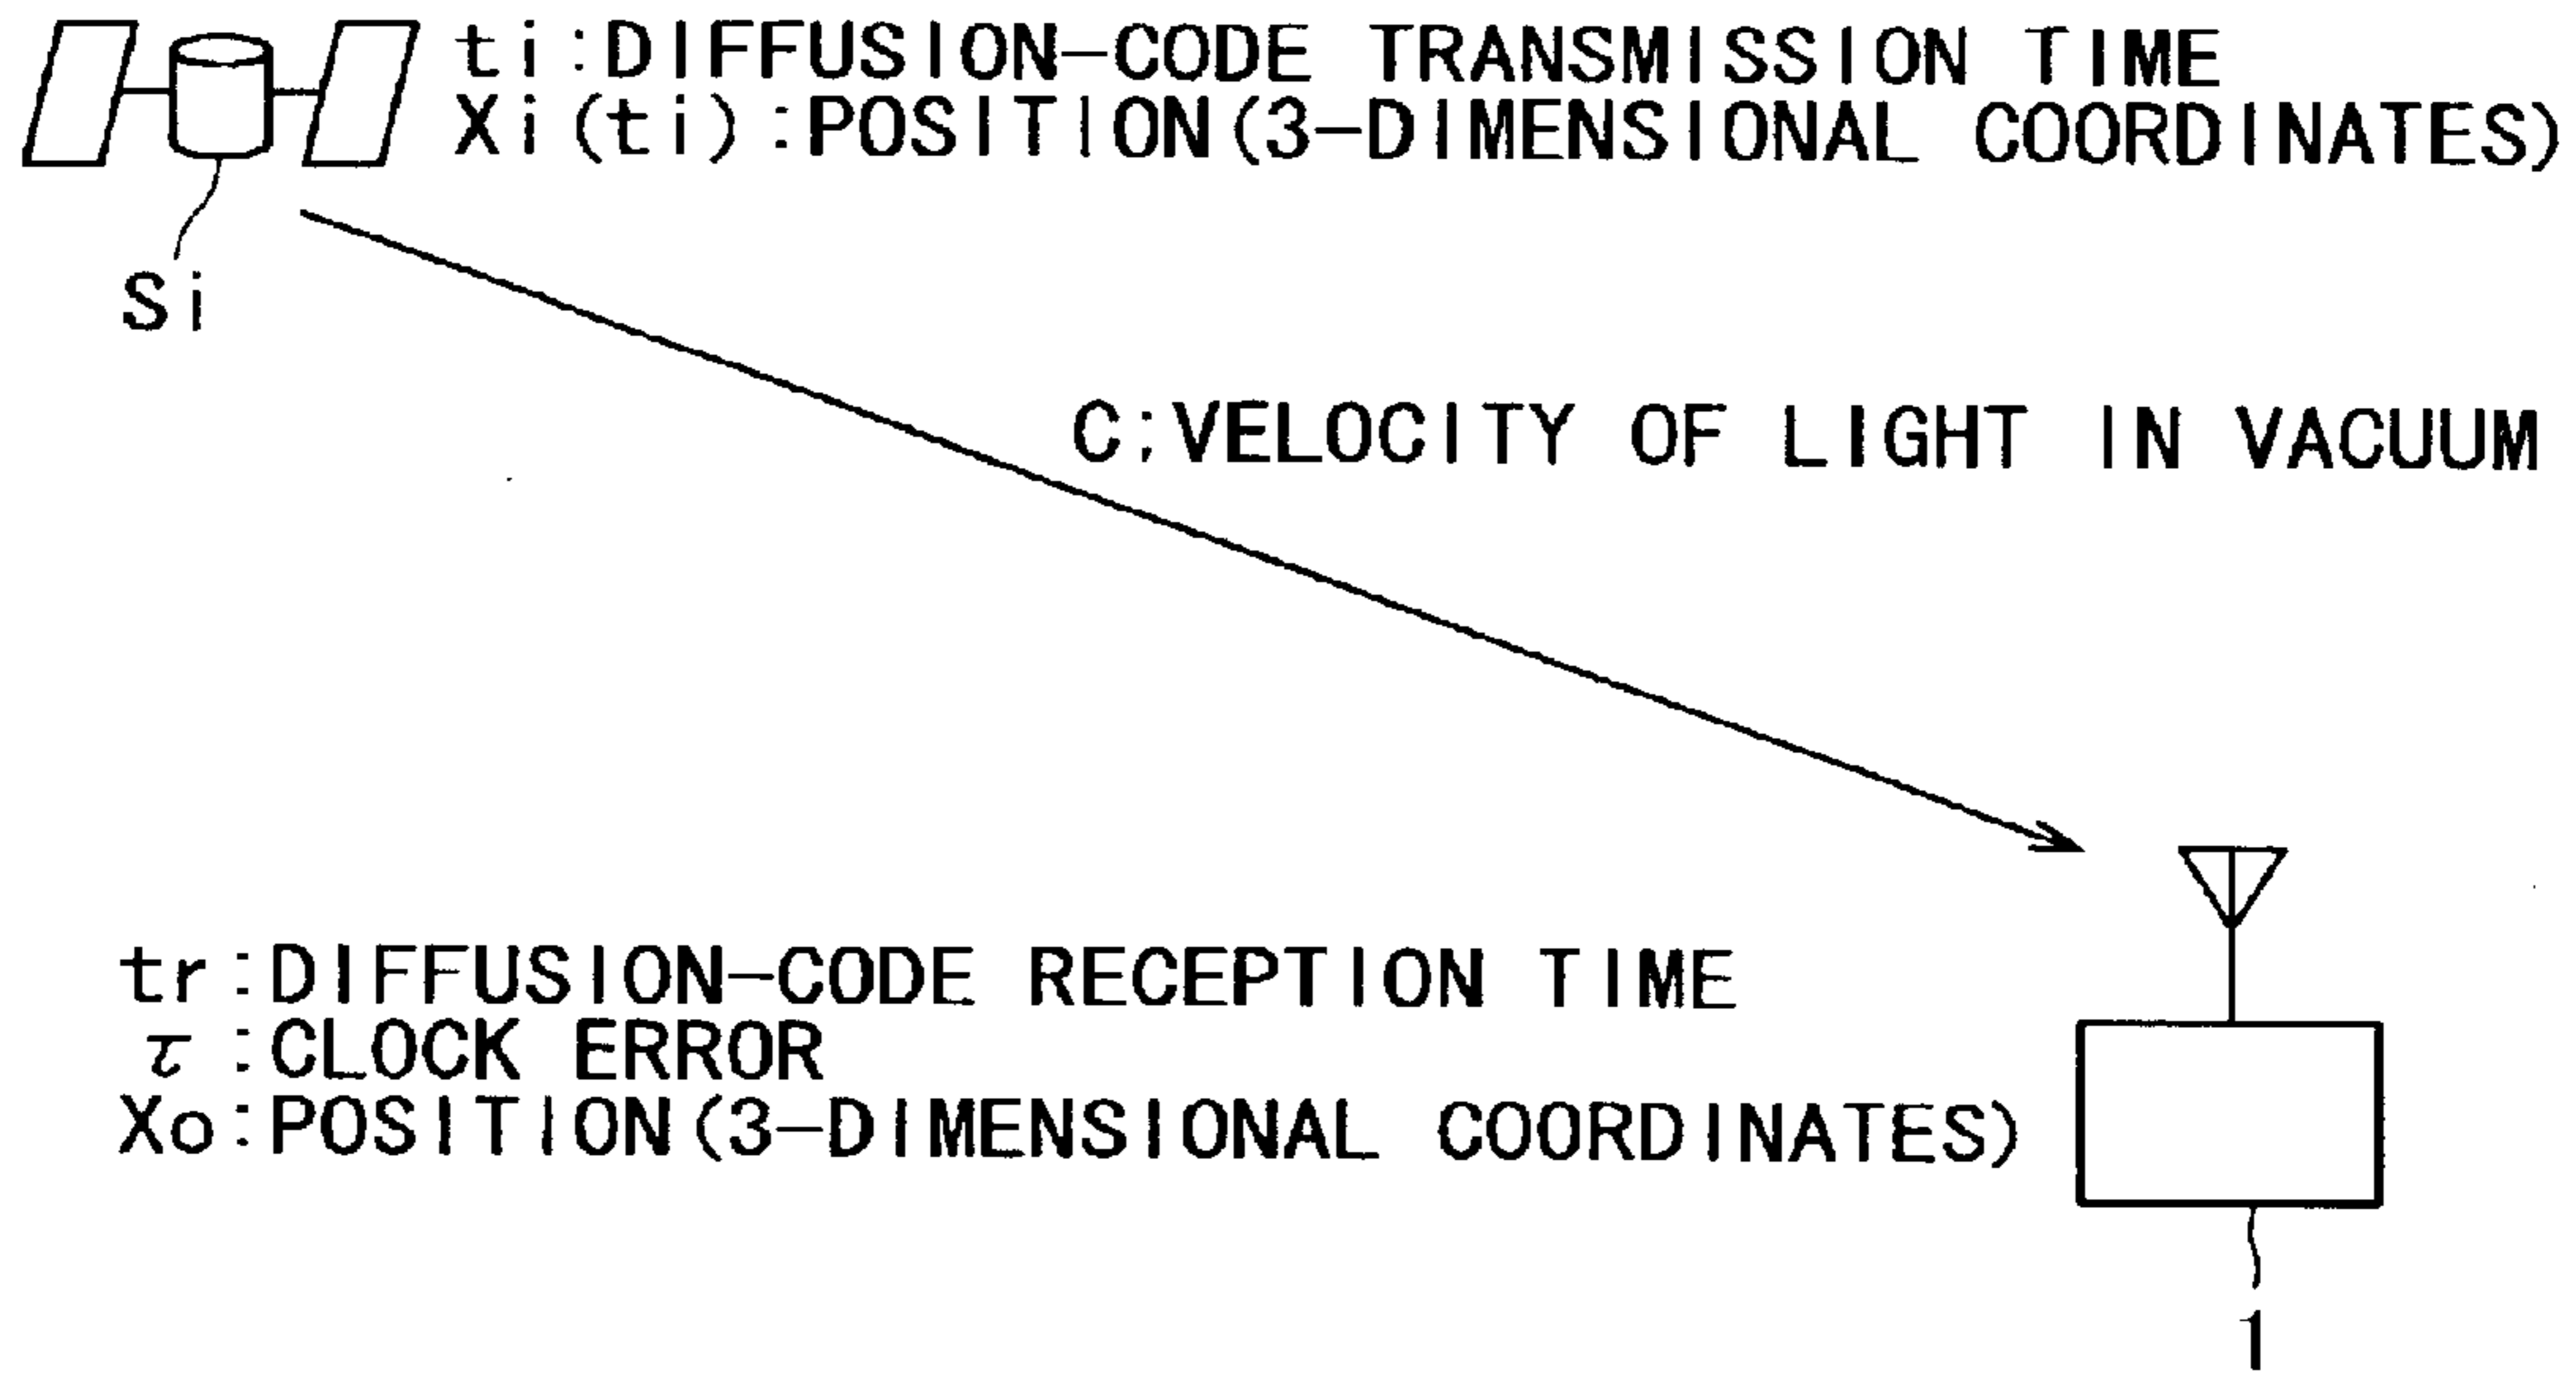 ti:DIFFUSION-CODE TRANSMISSION TIME
Xi(ti):POSITION(3-DIMENSIONAL COORDINATES)
Si
C:VELOCITY OF LIGHT IN VACUUM
tr:DIFFUSION-CODE RECEPTION TIME
τ:CLOCK ERROR
Xo:POSITION(3-DIMENSIONAL COORDINATES)
1